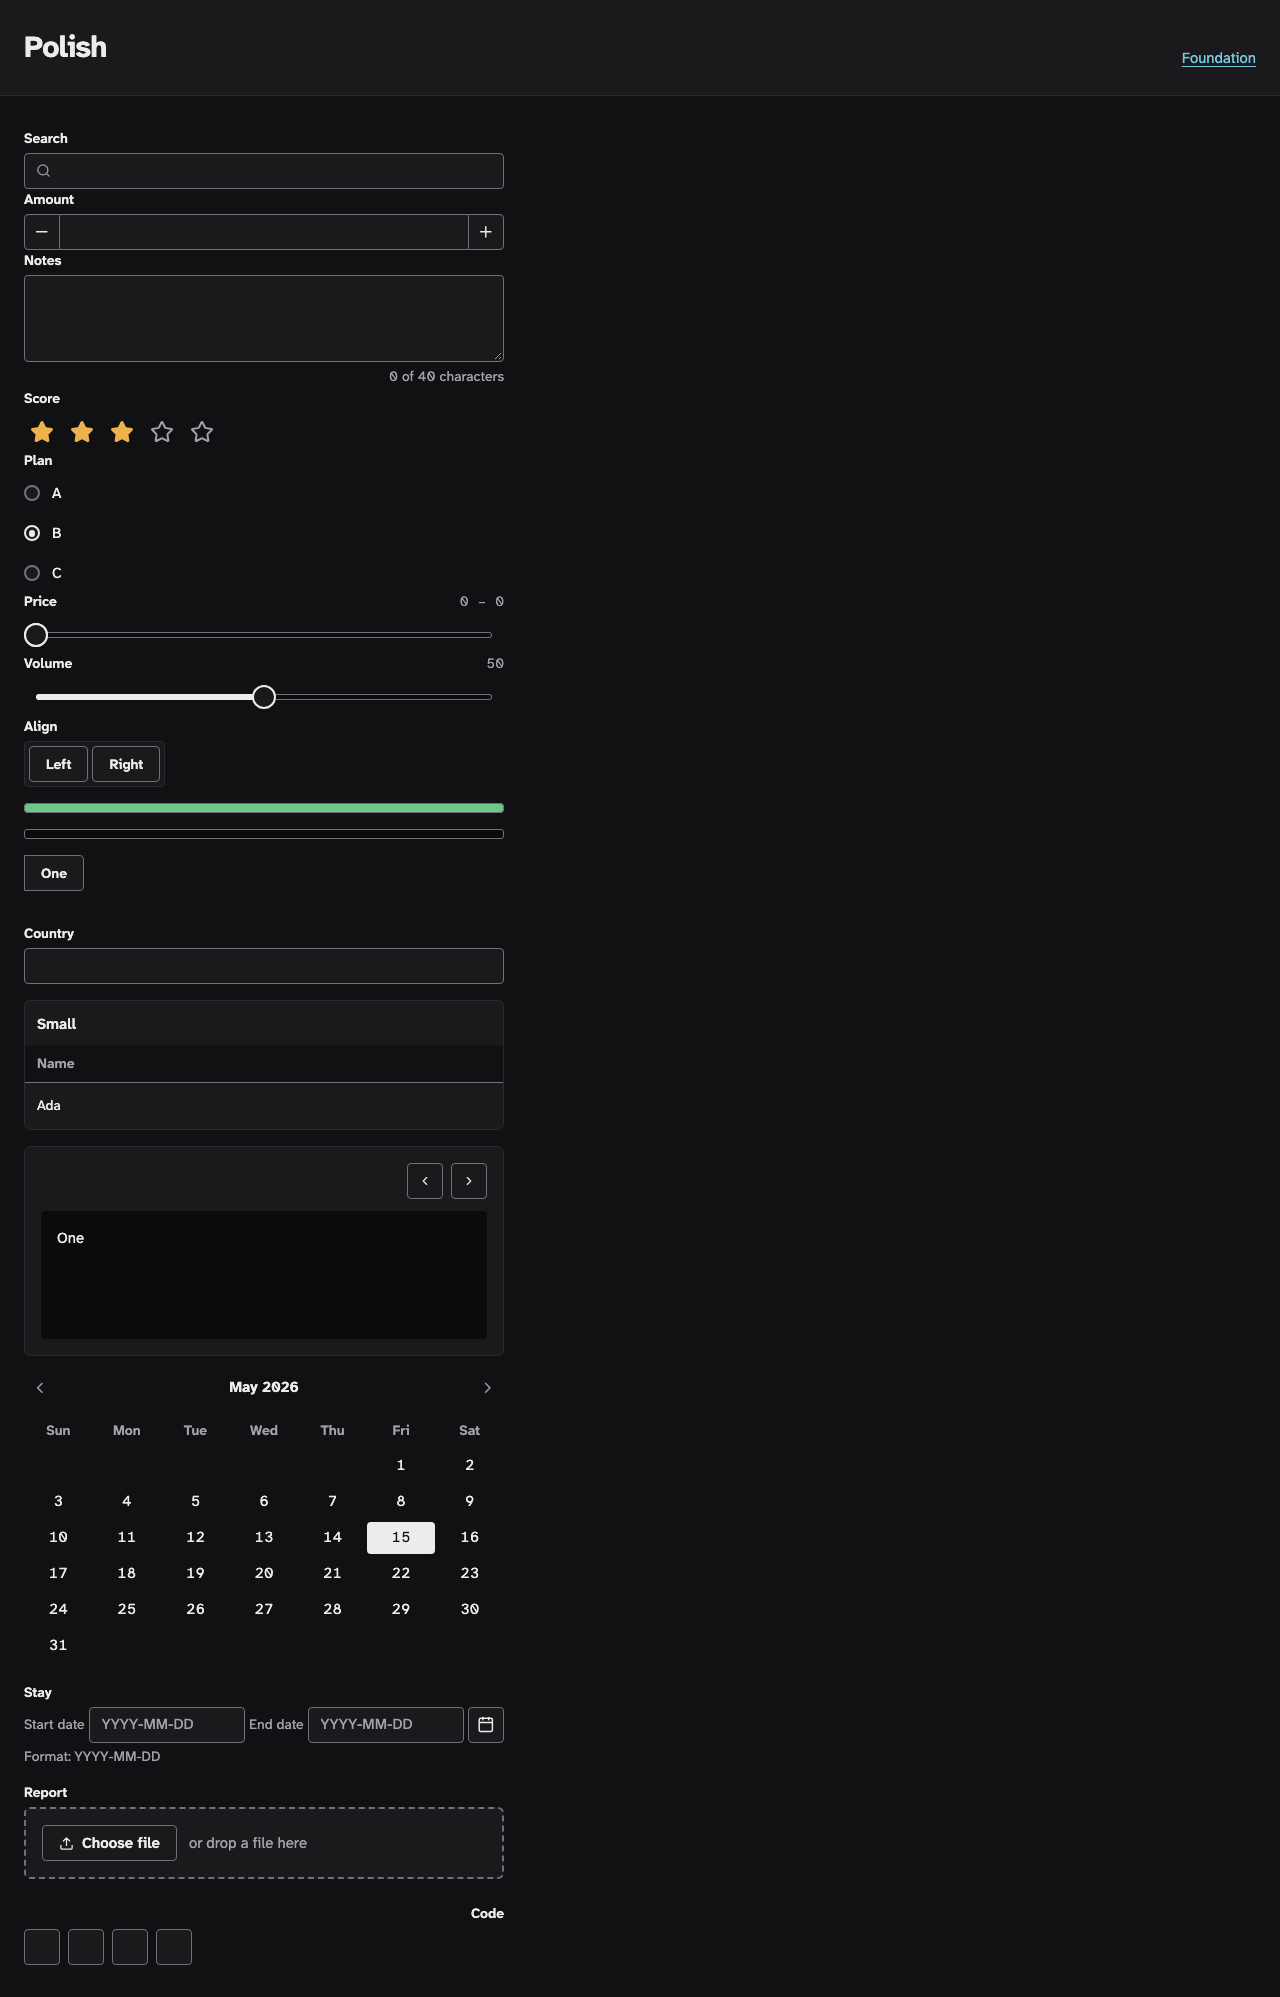 Polish
Foundation
Search
Amount
Notes
0 of 40 characters
Score
Plan
A
B
C
Price 0 – 0
Volume 50
Align
Left Right
One
Country
Small
Name
Ada
One
May 2026
Sun Mon Tue Wed Thu Fri Sat
1 2
3 4 5 6 7 8 9
10 11 12 13 14 15 16
17 18 19 20 21 22 23
24 25 26 27 28 29 30
31
Stay
Start date YYYY-MM-DD End date YYYY-MM-DD
Format: YYYY-MM-DD
Report
Choose file or drop a file here
Code